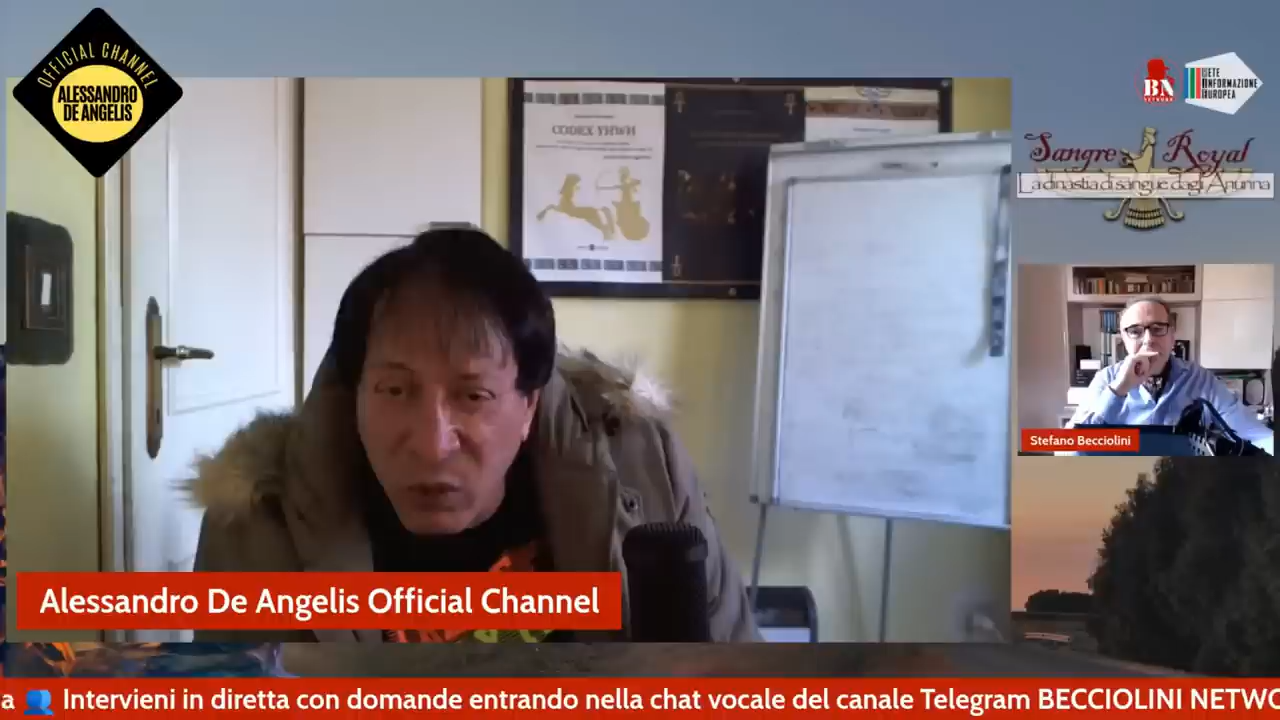 OFFICIAL CHANNEL
ALESSANDRO
DE ANGELIS
CODEX YHWH
BN
NETWORK
RETE
INFORMAZIONE
EUROPEA
Sangre Royal
La dinastia di sangue degli Anunna
Stefano Becciolini
Alessandro De Angelis Official Channel
a 👥 Intervieni in diretta con domande entrando nella chat vocale del canale Telegram BECCIOLINI NETWO